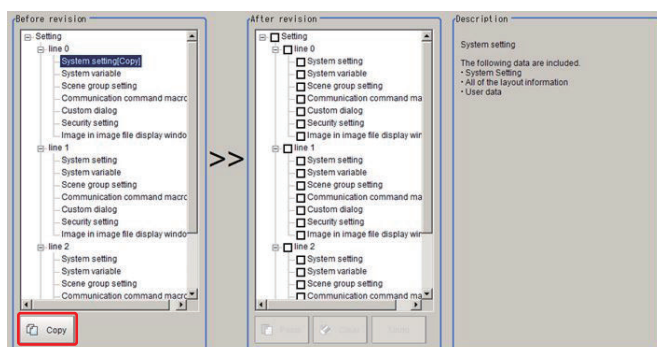 Before revision
Setting
line 0
System setting[Copy]
System variable
Scene group setting
Communication command macro
Custom dialog
Security setting
Image in image file display windo
line 1
System setting
System variable
Scene group setting
Communication command macro
Custom dialog
Security setting
Image in image file display windo
line 2
System setting
System variable
Scene group setting
Communication command macro
Copy
>>
After revision
Setting
line 0
System setting
System variable
Scene group setting
Communication command ma
Custom dialog
Security setting
Image in image file display win
line 1
System setting
System variable
Scene group setting
Communication command ma
Custom dialog
Security setting
Image in image file display win
line 2
System setting
System variable
Scene group setting
Communication command ma
Description
System setting
The following data are included.
・System Setting
・All of the layout information
・User data